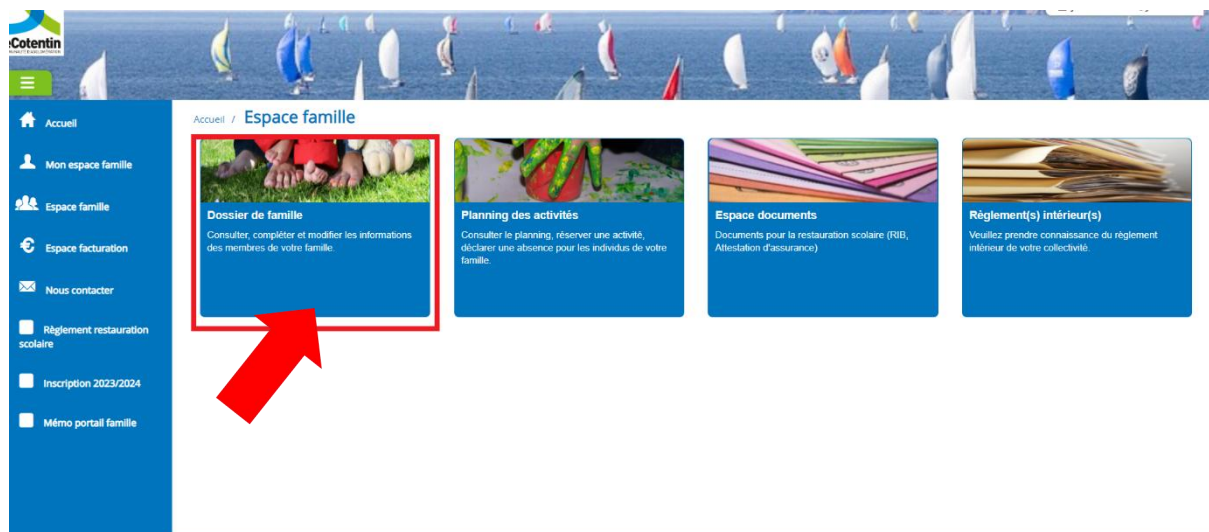 Cotentin
Accueil / Espace famille
Accueil
Mon espace famille
Espace famille
Espace facturation
Nous contacter
Règlement restauration
scolaire
Inscription 2023/2024
Mémo portail famille
Dossier de famille
Consulter, compléter et modifier les informations
des membres de votre famille.
Planning des activités
Consulter le planning, réserver une activité,
déclarer une absence pour les individus de votre
famille.
Espace documents
Documents pour la restauration scolaire (RIB,
Attestation d'assurance)
Règlement(s) intérieur(s)
Veuillez prendre connaissance du règlement
intérieur de votre collectivité.